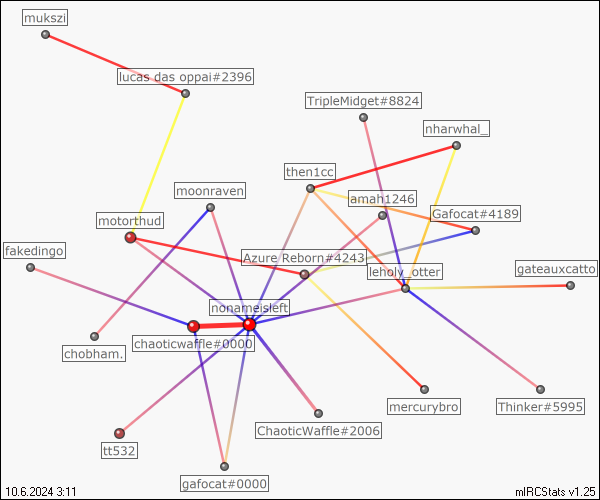 mukszi
lucas das oppai#2396
TripleMidget#8824
nharwhal_
then1cc
moonraven
amah1246
Gafocat#4189
motorthud
fakedingo
Azure Reborn#4243
leholy_otter
gateauxcatto
nonameisleft
chaoticwaffle#0000
chobham.
mercurybro
Thinker#5995
ChaoticWaffle#2006
tt532
gafocat#0000
10.6.2024 3:11
mIRCStats v1.25